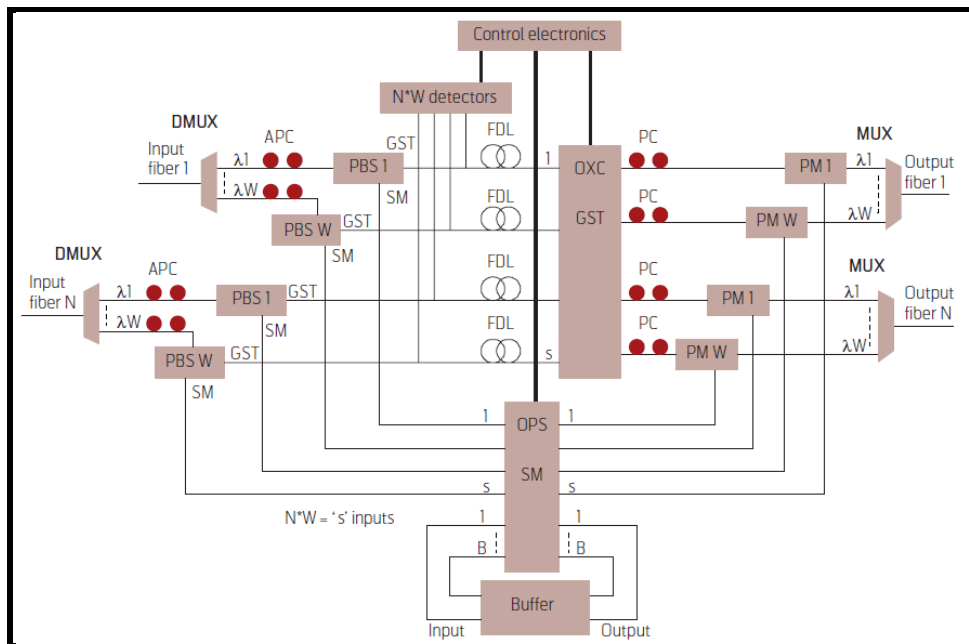 Control electronics
N*W detectors
DMUX
Input
fiber 1
λ1
λW
APC
PBS 1
GST
SM
FDL
1
OXC
GST
PC
PM 1
λ1
λW
MUX
Output
fiber 1
PBS W
GST
SM
FDL
PC
PM W
DMUX
Input
fiber N
λ1
λW
APC
PBS 1
GST
SM
FDL
PC
PM 1
λ1
λW
MUX
Output
fiber N
PBS W
GST
SM
FDL
s
PC
PM W
1
OPS
1
SM
s
s
N*W = 's' inputs
1
1
B
B
Buffer
Input
Output